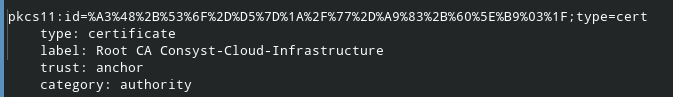 pkcs11:id=%A3%48%2B%53%6F%2D%D5%7D%1A%2F%77%2D%A9%83%2B%60%5E%B9%03%1F;type=cert
type: certificate
label: Root CA Consyst-Cloud-Infrastructure
trust: anchor
category: authority